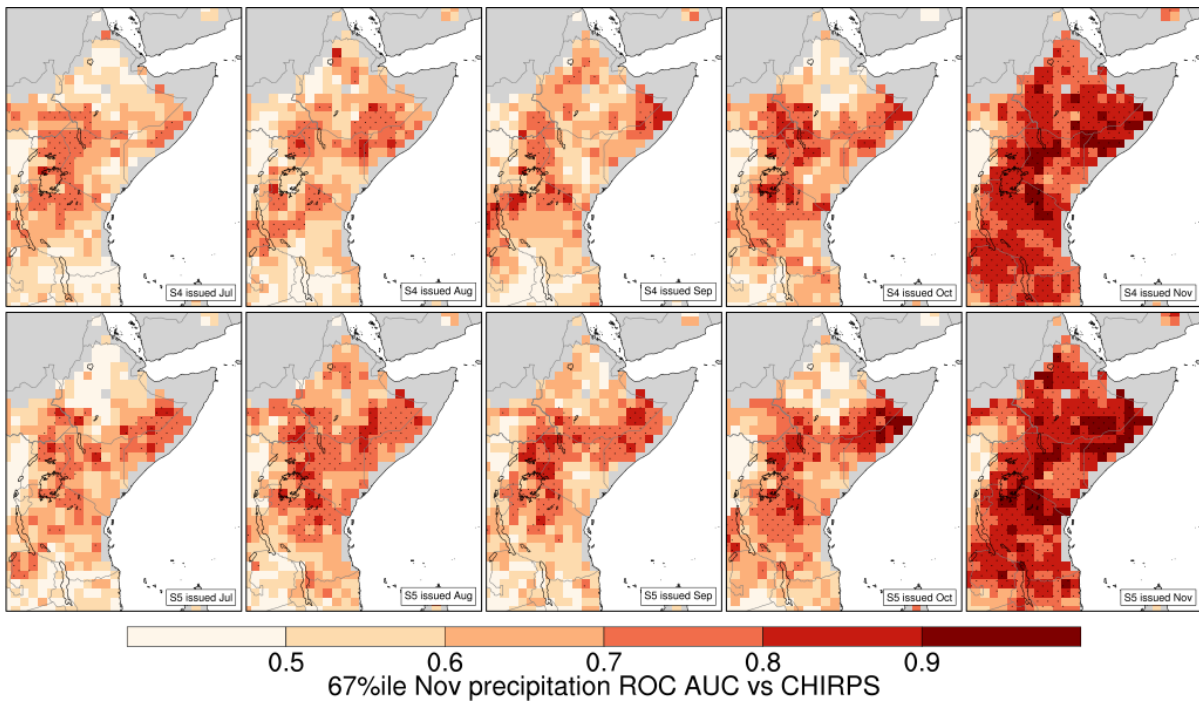 S4 issued Jul
S4 issued Aug
S4 issued Sep
S4 issued Oct
S4 issued Nov
S5 issued Jul
S5 issued Aug
S5 issued Sep
S5 issued Oct
S5 issued Nov
0.5 0.6 0.7 0.8 0.9
67%ile Nov precipitation ROC AUC vs CHIRPS